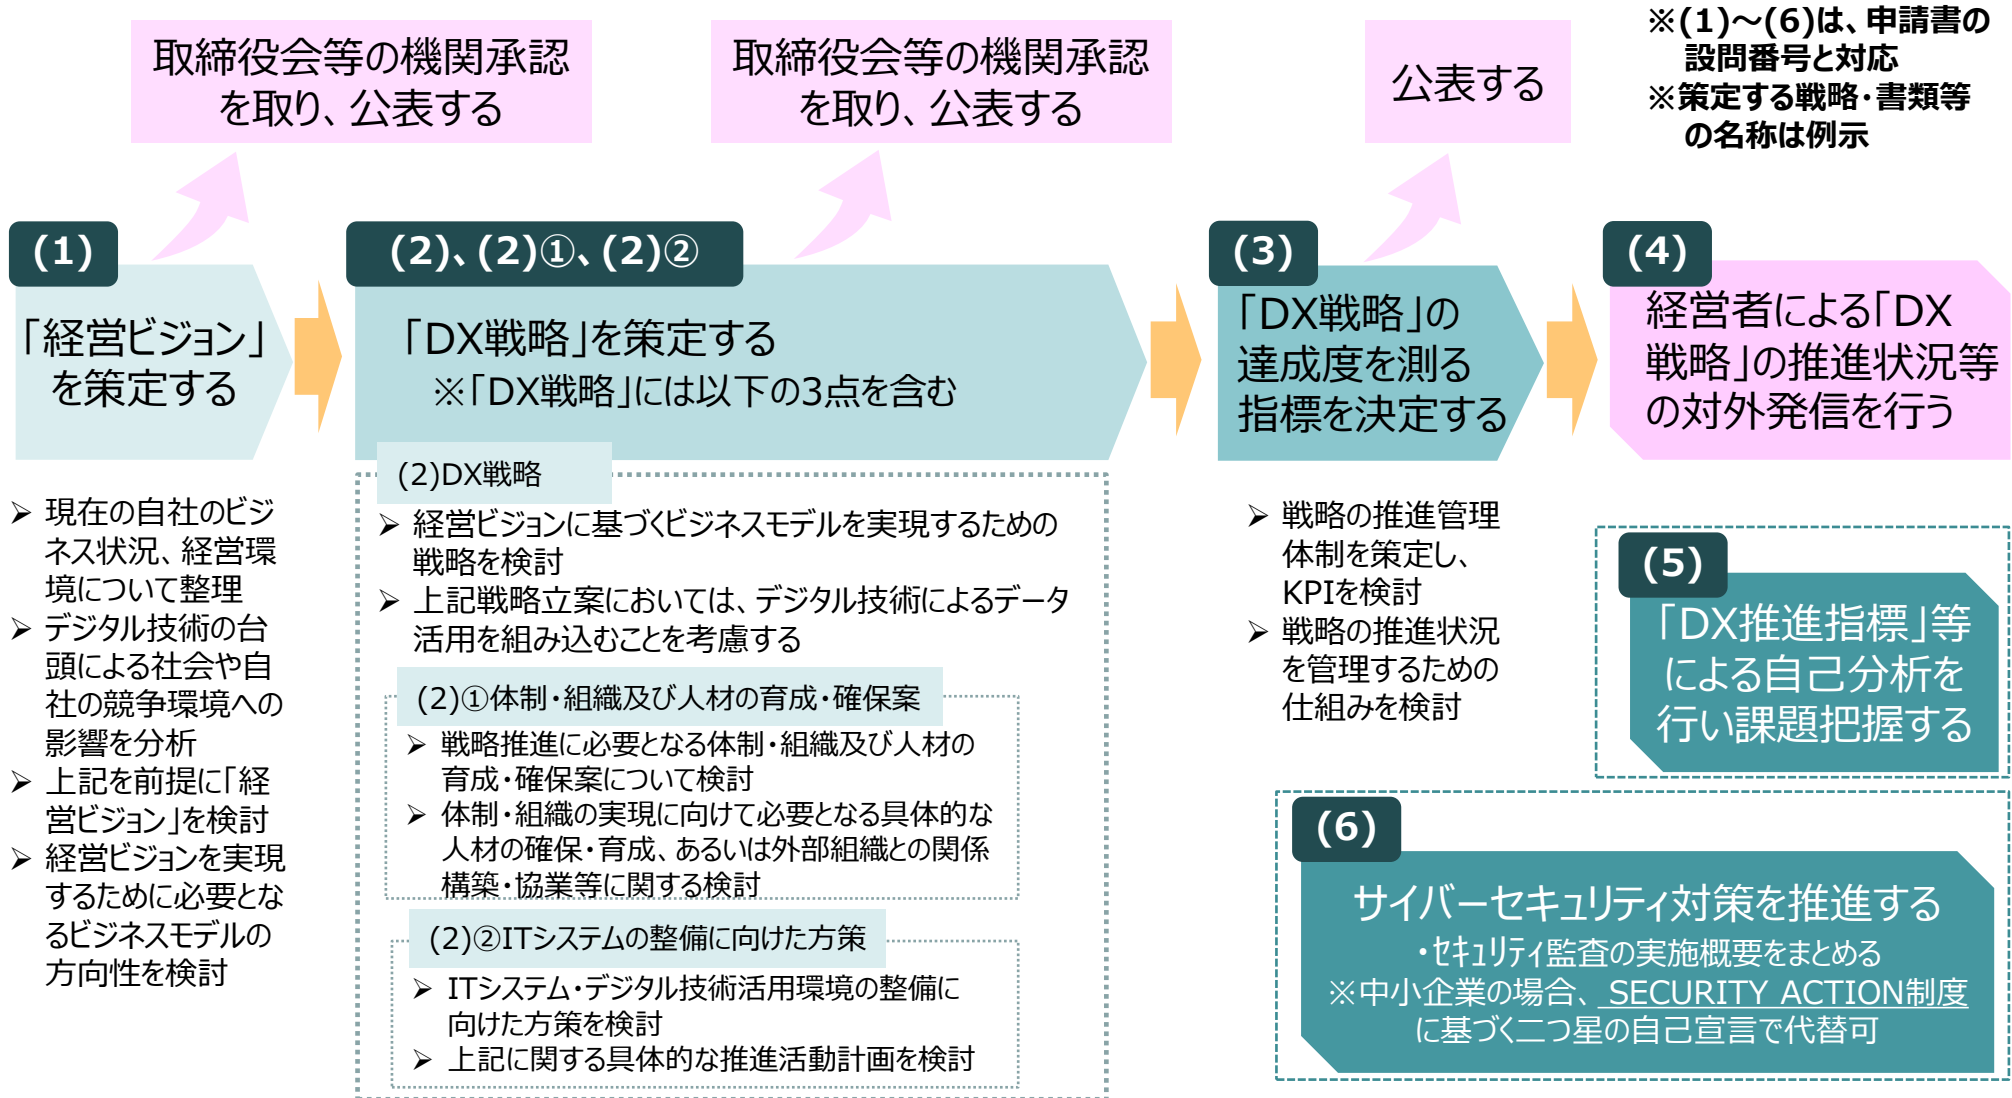 取締役会等の機関承認
を取り、公表する
取締役会等の機関承認
を取り、公表する
公表する
※(1)～(6)は、申請書の
設問番号と対応
※策定する戦略・書類等
の名称は例示
(1)
「経営ビジョン」
を策定する
➢ 現在の自社のビジ
ネス状況、経営環
境について整理
➢ デジタル技術の台
頭による社会や自
社の競争環境への
影響を分析
➢ 上記を前提に「経
営ビジョン」を検討
➢ 経営ビジョンを実現
するために必要とな
るビジネスモデルの
方向性を検討
(2)、(2)①、(2)②
「DX戦略」を策定する
※「DX戦略」には以下の3点を含む
(2)DX戦略
➢ 経営ビジョンに基づくビジネスモデルを実現するための
戦略を検討
➢ 上記戦略立案においては、デジタル技術によるデータ
活用を組み込むことを考慮する
(2)①体制・組織及び人材の育成・確保案
➢ 戦略推進に必要となる体制・組織及び人材の
育成・確保案について検討
➢ 体制・組織の実現に向けて必要となる具体的な
人材の確保・育成、あるいは外部組織との関係
構築・協業等に関する検討
(2)②ITシステムの整備に向けた方策
➢ ITシステム・デジタル技術活用環境の整備に
向けた方策を検討
➢ 上記に関する具体的な推進活動計画を検討
(3)
「DX戦略」の
達成度を測る
指標を決定する
➢ 戦略の推進管理
体制を策定し、
KPIを検討
➢ 戦略の推進状況
を管理するための
仕組みを検討
(4)
経営者による「DX
戦略」の推進状況等
の対外発信を行う
(5)
「DX推進指標」等
による自己分析を
行い課題把握する
(6)
サイバーセキュリティ対策を推進する
・セキュリティ監査の実施概要をまとめる
※中小企業の場合、SECURITY ACTION制度
に基づく二つ星の自己宣言で代替可